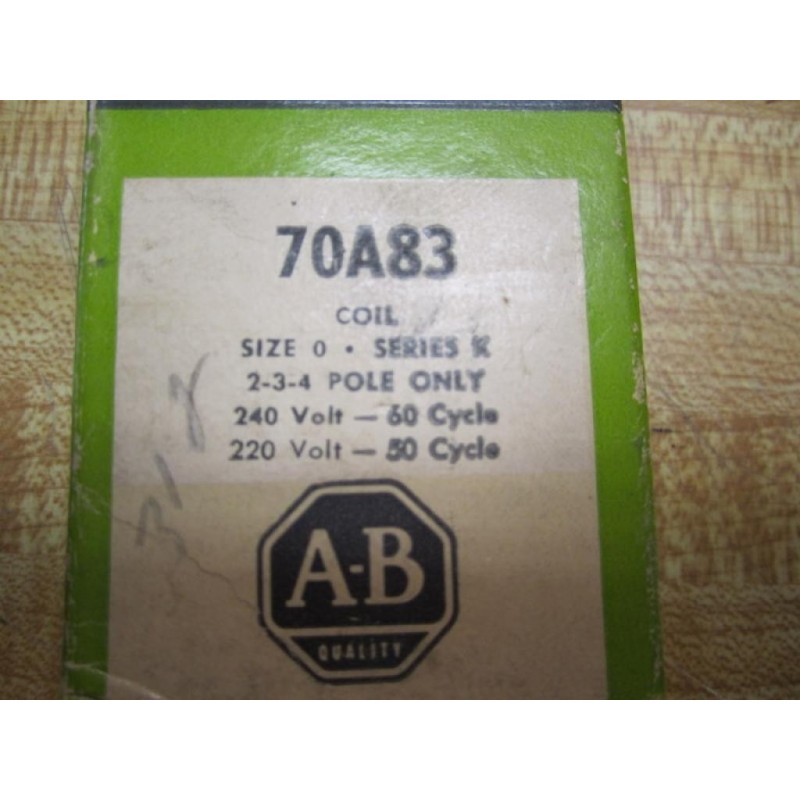 70A83
COIL
SIZE 0 • SERIES K
2-3-4 POLE ONLY
240 Volt — 60 Cycle
220 Volt — 50 Cycle
318
A-B
QUALITY